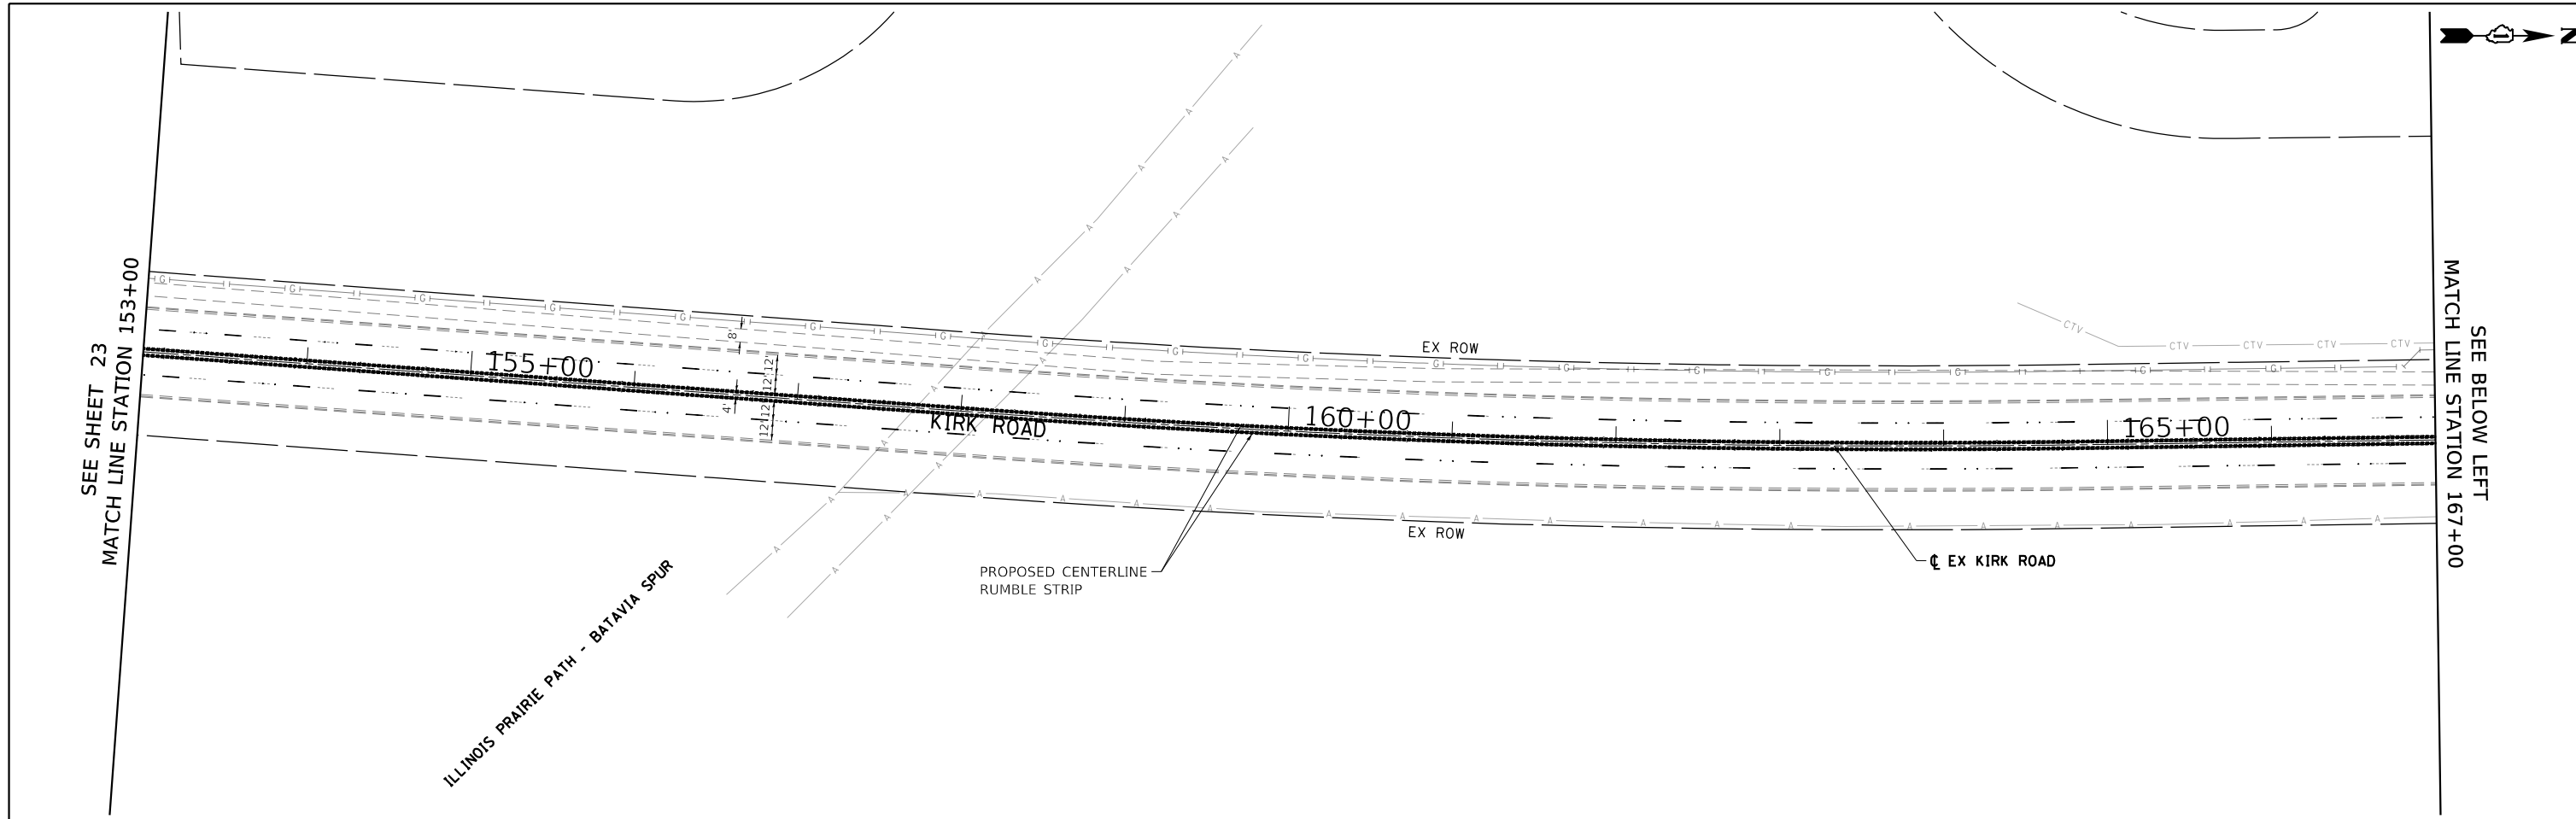 SEE SHEET 23
MATCH LINE STATION 153+00
N
EX ROW
G G G G G G G G G G G G G G G G G
CTV CTV CTV CTV CTV
8'
12' 12'
4'
12' 12'
155+00
KIRK ROAD
160+00
165+00
A A A A A A A A A A A A A A A A
EX ROW
PROPOSED CENTERLINE
RUMBLE STRIP
℄ EX KIRK ROAD
ILLINOIS PRAIRIE PATH - BATAVIA SPUR
SEE BELOW LEFT
MATCH LINE STATION 167+00